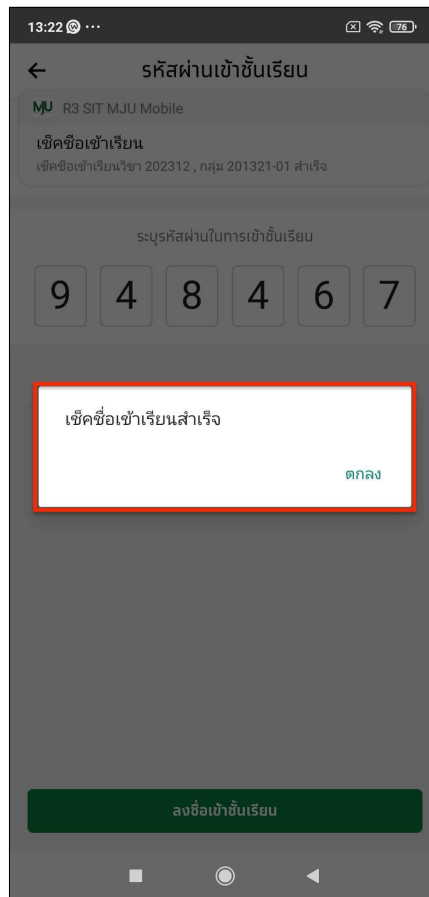 13:22
76
รหัสผ่านเข้าชั้นเรียน
MJU R3 SIT MJU Mobile
เช็คชือเข้าเรียน
เช็คชือเข้าเรียนวิชา 202312 , กลุ่ม 201321-01 สำเร็จ
ระบุรหัสผ่านในการเข้าชั้นเรียน
9 4 8 4 6 7
เช็คชื่อเข้าเรียนสำเร็จ
ตกลง
ลงชื่อเข้าชั้นเรียน